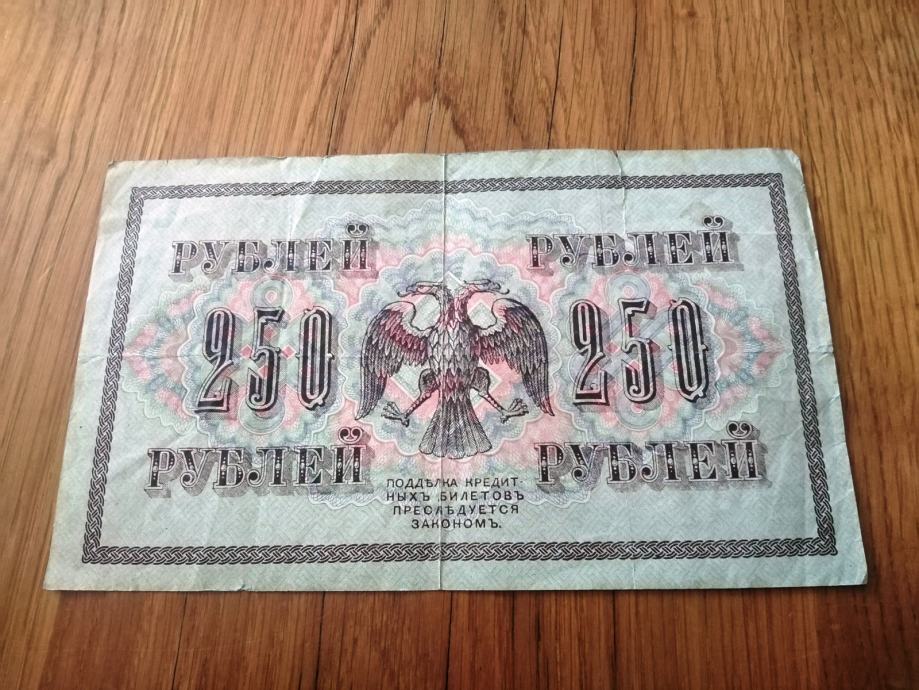 РУБЛЕЙ РУБЛЕЙ
250 250
РУБЛЕЙ РУБЛЕЙ
ПОДДѢЛКА КРЕДИТ-
НЫХЪ БИЛЕТОВЪ
ПРЕСЛѢДУЕТСЯ
ЗАКОНОМЪ.